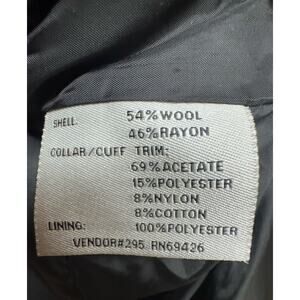 SHELL: 54% WOOL
46% RAYON
COLLAR/CUFF TRIM:
69% ACETATE
15% POLYESTER
8% NYLON
8% COTTON
LINING: 100% POLYESTER
VENDOR#295 RN69426